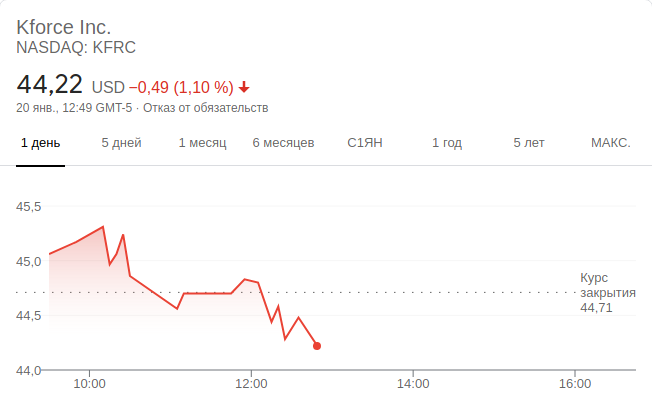 Kforce Inc.
NASDAQ: KFRC
44,22 USD −0,49 (1,10 %)
20 янв., 12:49 GMT-5 · Отказ от обязательств
1 день 5 дней 1 месяц 6 месяцев С1ЯН 1 год 5 лет МАКС.
45,5
45,0
44,5
44,0
Курс
закрытия
44,71
10:00 12:00 14:00 16:00